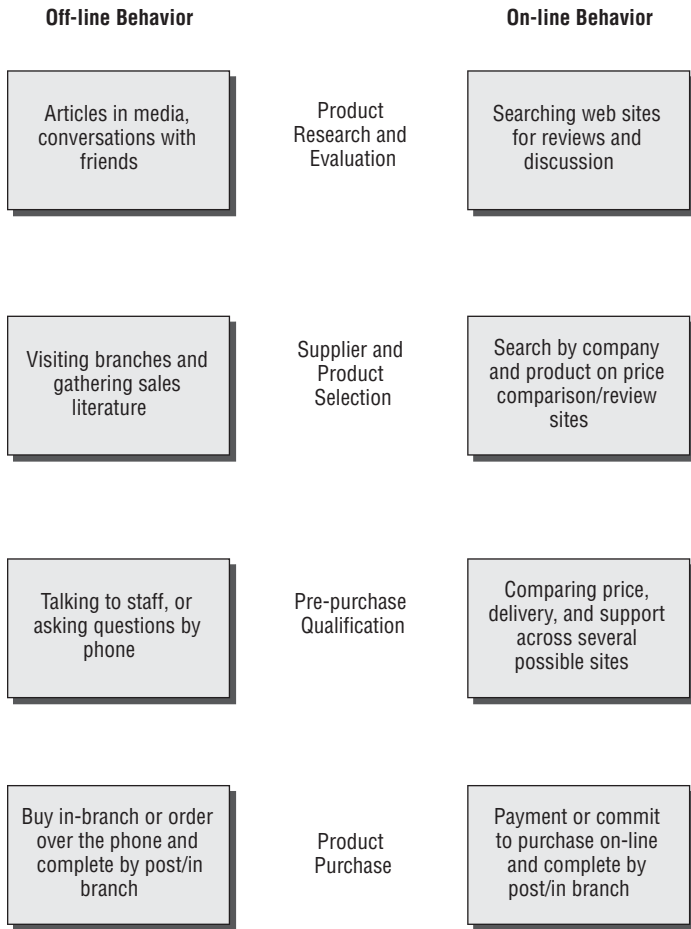 Off-line Behavior
On-line Behavior
Articles in media,
conversations with
friends
Product
Research and
Evaluation
Searching web sites
for reviews and
discussion
Visiting branches and
gathering sales
literature
Supplier and
Product
Selection
Search by company
and product on price
comparison/review
sites
Talking to staff, or
asking questions by
phone
Pre-purchase
Qualification
Comparing price,
delivery, and support
across several
possible sites
Buy in-branch or order
over the phone and
complete by post/in
branch
Product
Purchase
Payment or commit
to purchase on-line
and complete by
post/in branch